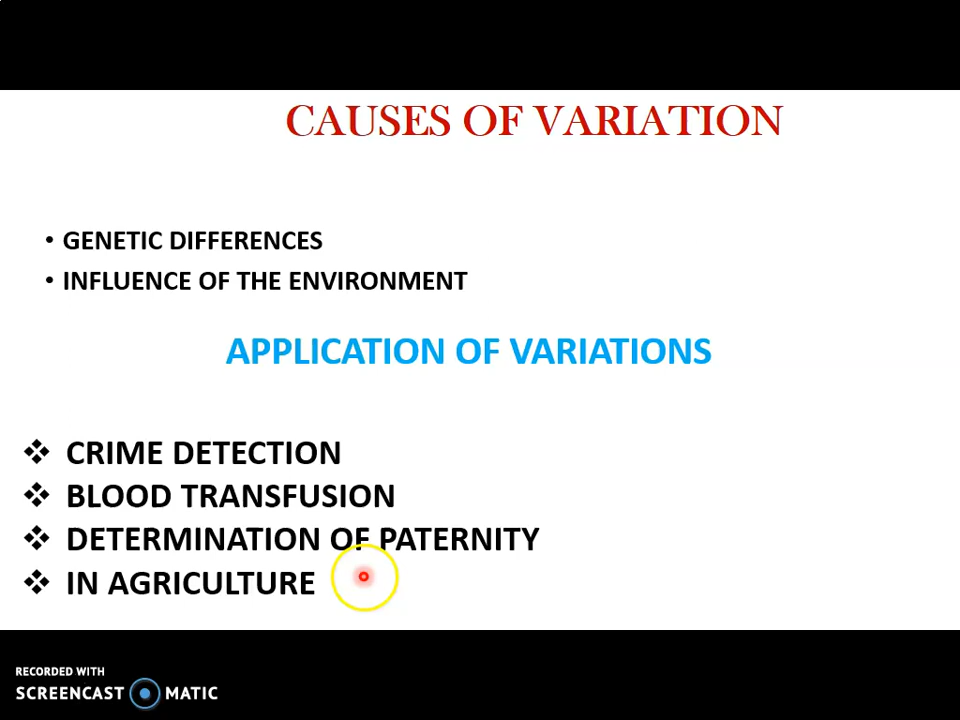 CAUSES OF VARIATION
• GENETIC DIFFERENCES
• INFLUENCE OF THE ENVIRONMENT
APPLICATION OF VARIATIONS
❖ CRIME DETECTION
❖ BLOOD TRANSFUSION
❖ DETERMINATION OF PATERNITY
❖ IN AGRICULTURE
RECORDED WITH
SCREENCAST MATIC